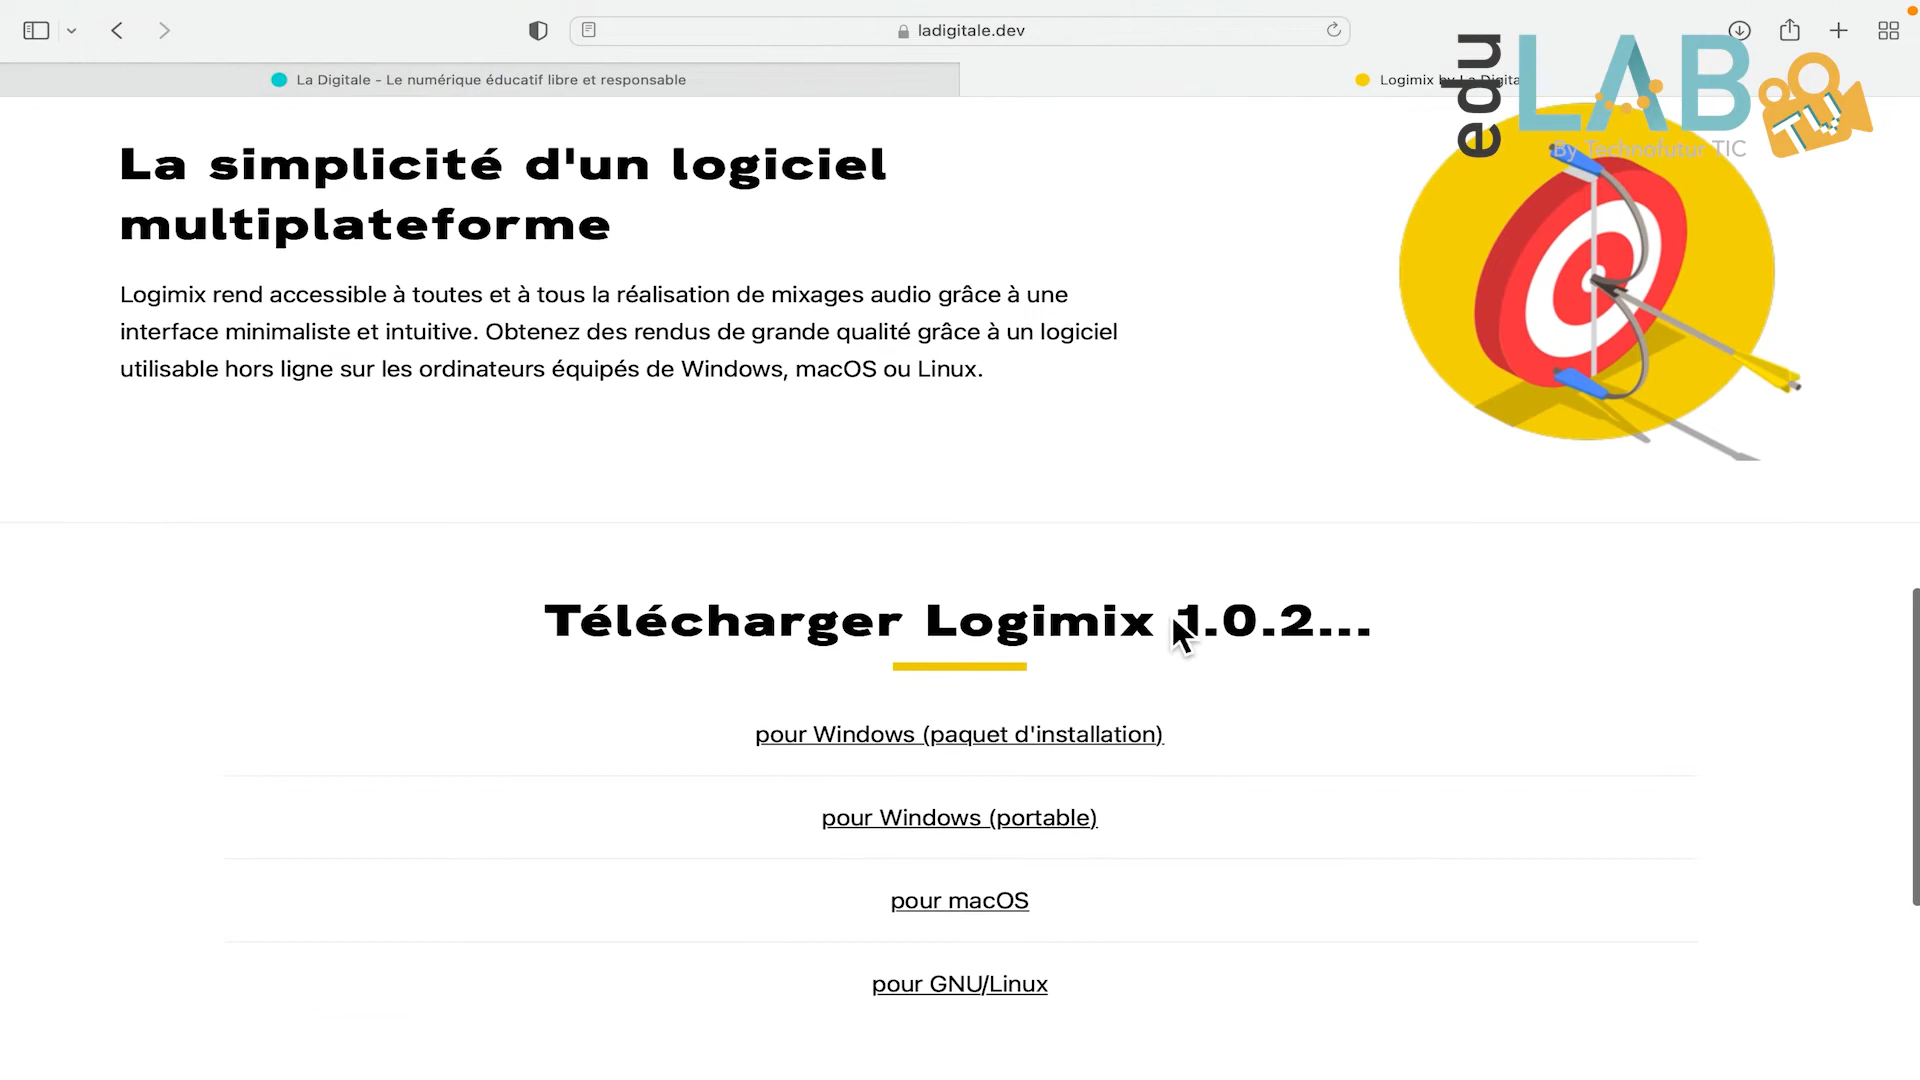 ladigitale.dev
La Digitale - Le numérique éducatif libre et responsable
Logimix by La Digita
edu
LAB
By Technofutur TIC
TV
La simplicité d'un logiciel
multiplateforme
Logimix rend accessible à toutes et à tous la réalisation de mixages audio grâce à une
interface minimaliste et intuitive. Obtenez des rendus de grande qualité grâce à un logiciel
utilisable hors ligne sur les ordinateurs équipés de Windows, macOS ou Linux.
Télécharger Logimix 1.0.2...
pour Windows (paquet d'installation)
pour Windows (portable)
pour macOS
pour GNU/Linux